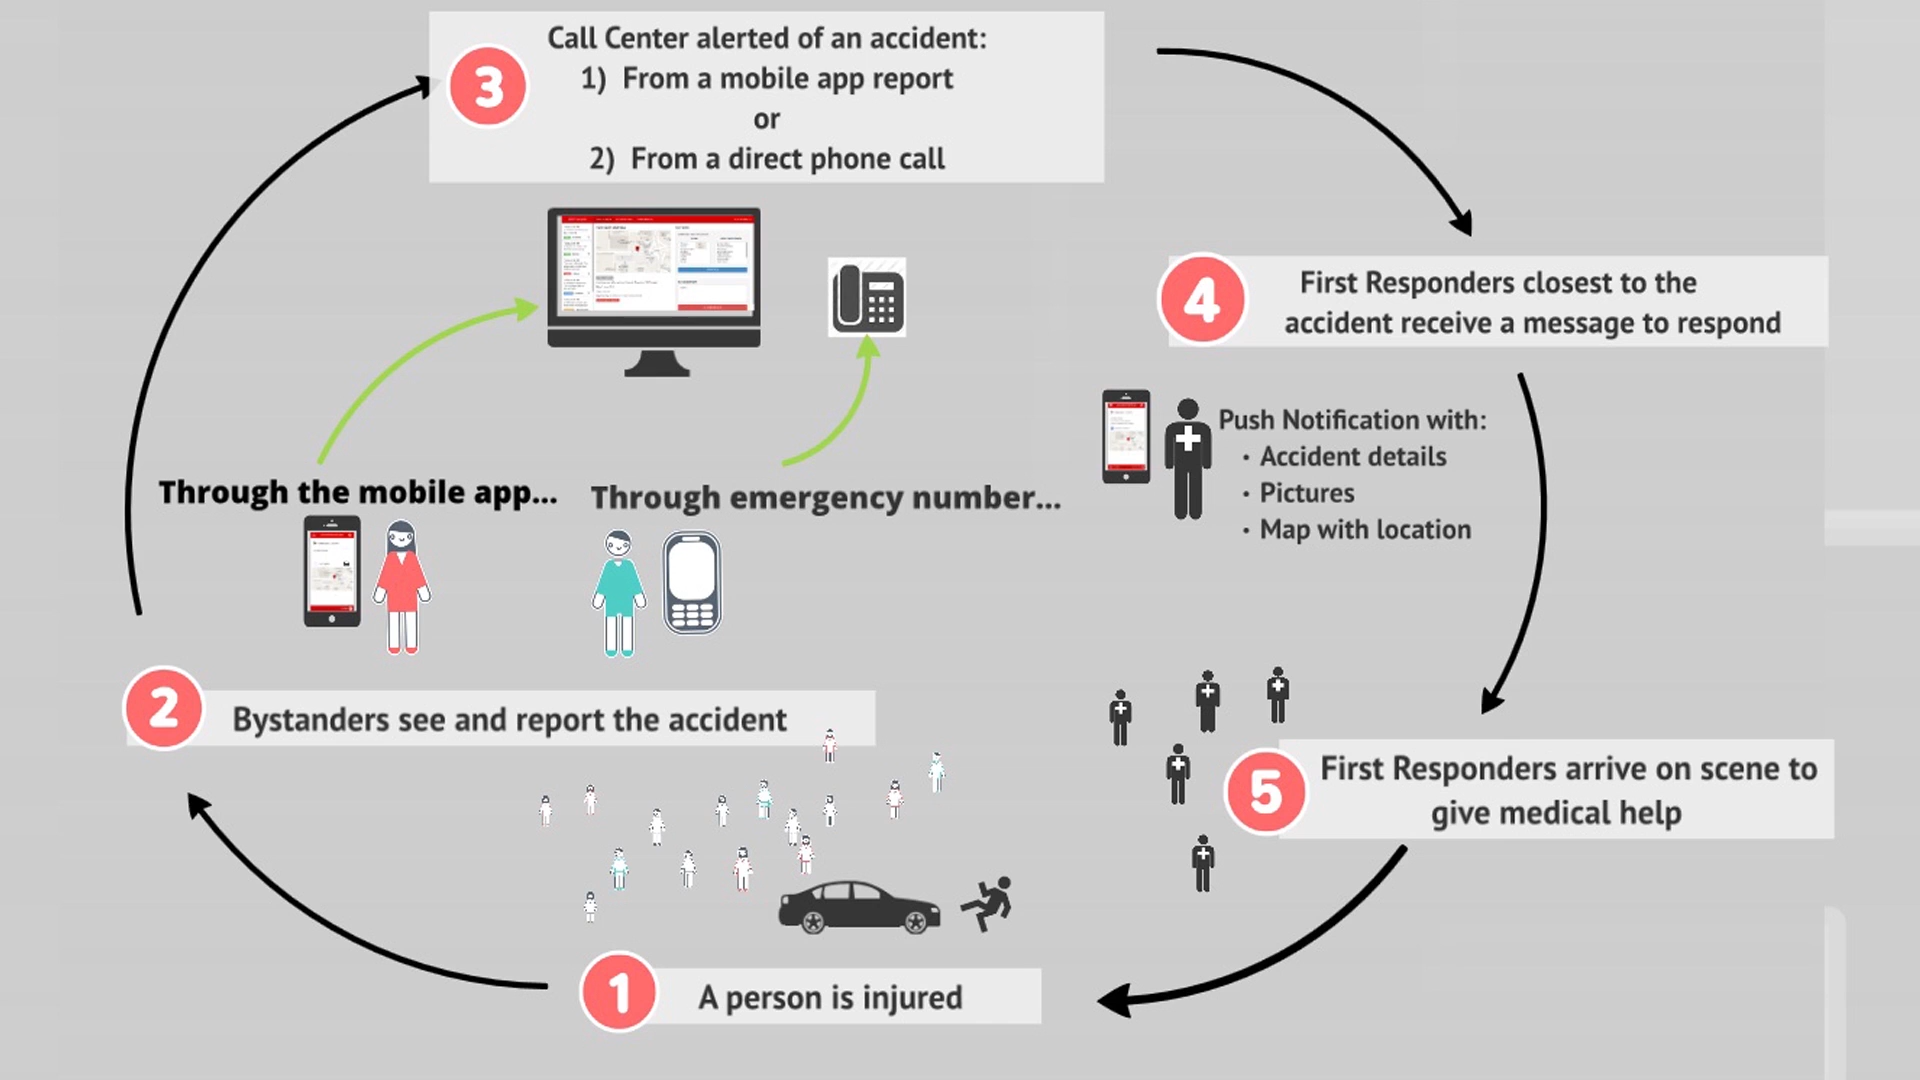 3
Call Center alerted of an accident:
1) From a mobile app report
or
2) From a direct phone call
4
First Responders closest to the
accident receive a message to respond
Push Notification with:
· Accident details
· Pictures
· Map with location
Through the mobile app...
Through emergency number...
2
Bystanders see and report the accident
5
First Responders arrive on scene to
give medical help
1
A person is injured